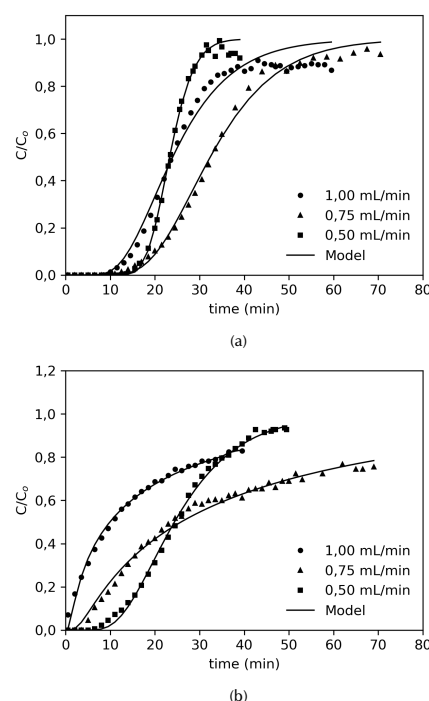 1,0
0,8
0,6
0,4
0,2
0,0
C/Co
0 10 20 30 40 50 60 70 80
time (min)
1,00 mL/min
0,75 mL/min
0,50 mL/min
Model
(a)
1,2
1,0
0,8
0,6
0,4
0,2
0,0
C/Co
0 10 20 30 40 50 60 70 80
time (min)
1,00 mL/min
0,75 mL/min
0,50 mL/min
Model
(b)